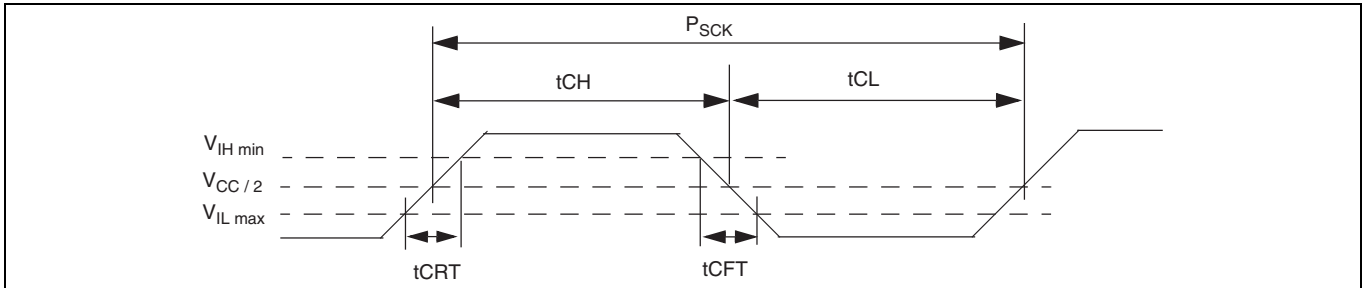 PSCK
tCH
tCL
VIH min
VCC / 2
VIL max
tCRT
tCFT